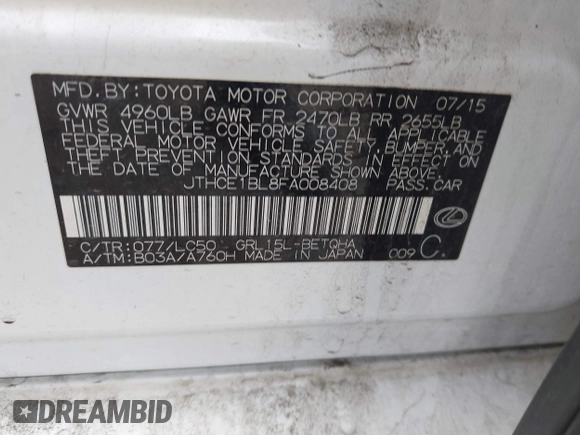 MFD.BY:TOYOTA MOTOR CORPORATION 07/15
GVWR 4960LB GAWR FR 2470LB RR 2655LB
THIS VEHICLE CONFORMS TO ALL APPLICABLE
FEDERAL MOTOR VEHICLE SAFETY, BUMPER, AND
THEFT PREVENTION STANDARDS IN EFFECT ON
THE DATE OF MANUFACTURE SHOWN ABOVE.
JTHCE1BL8FA008408 PASS.CAR
C/TR:077/LC50 GRL15L-BETQHA
A/TM:B03A/A760H MADE IN JAPAN 009 C.
DREAMBID